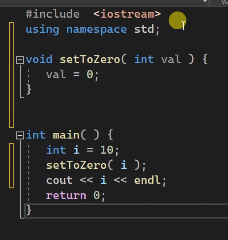 #include <iostream>
using namespace std;
void setToZero( int val ) {
val = 0;
}
int main( ) {
int i = 10;
setToZero( i );
cout << i << endl;
return 0;
}